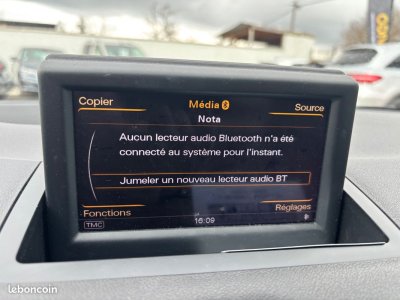 Copier
Média
Source
Nota
Aucun lecteur audio Bluetooth n'a été
connecté au système pour l'instant.
Jumeler un nouveau lecteur audio BT
Fonctions
Réglages
TMC
16:09
leboncoin